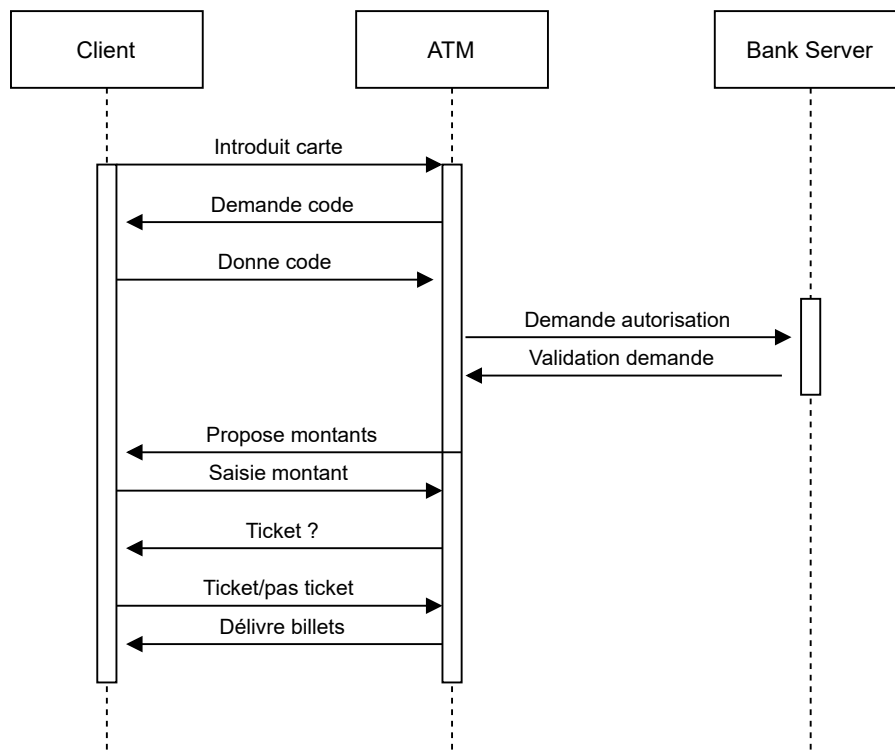 Client
ATM
Bank Server
Introduit carte
Demande code
Donne code
Demande autorisation
Validation demande
Propose montants
Saisie montant
Ticket ?
Ticket/pas ticket
Délivre billets